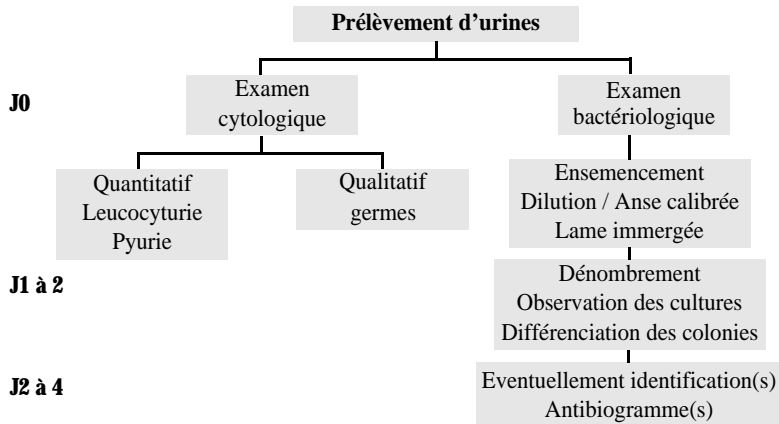 Prélèvement d'urines
J0
Examen
cytologique
Examen
bactériologique
Quantitatif
Leucocyturie
Pyurie
Qualitatif
germes
Ensemencement
Dilution / Anse calibrée
Lame immergée
J1 à 2
Dénombrement
Observation des cultures
Différenciation des colonies
J2 à 4
Eventuellement identification(s)
Antibiogramme(s)